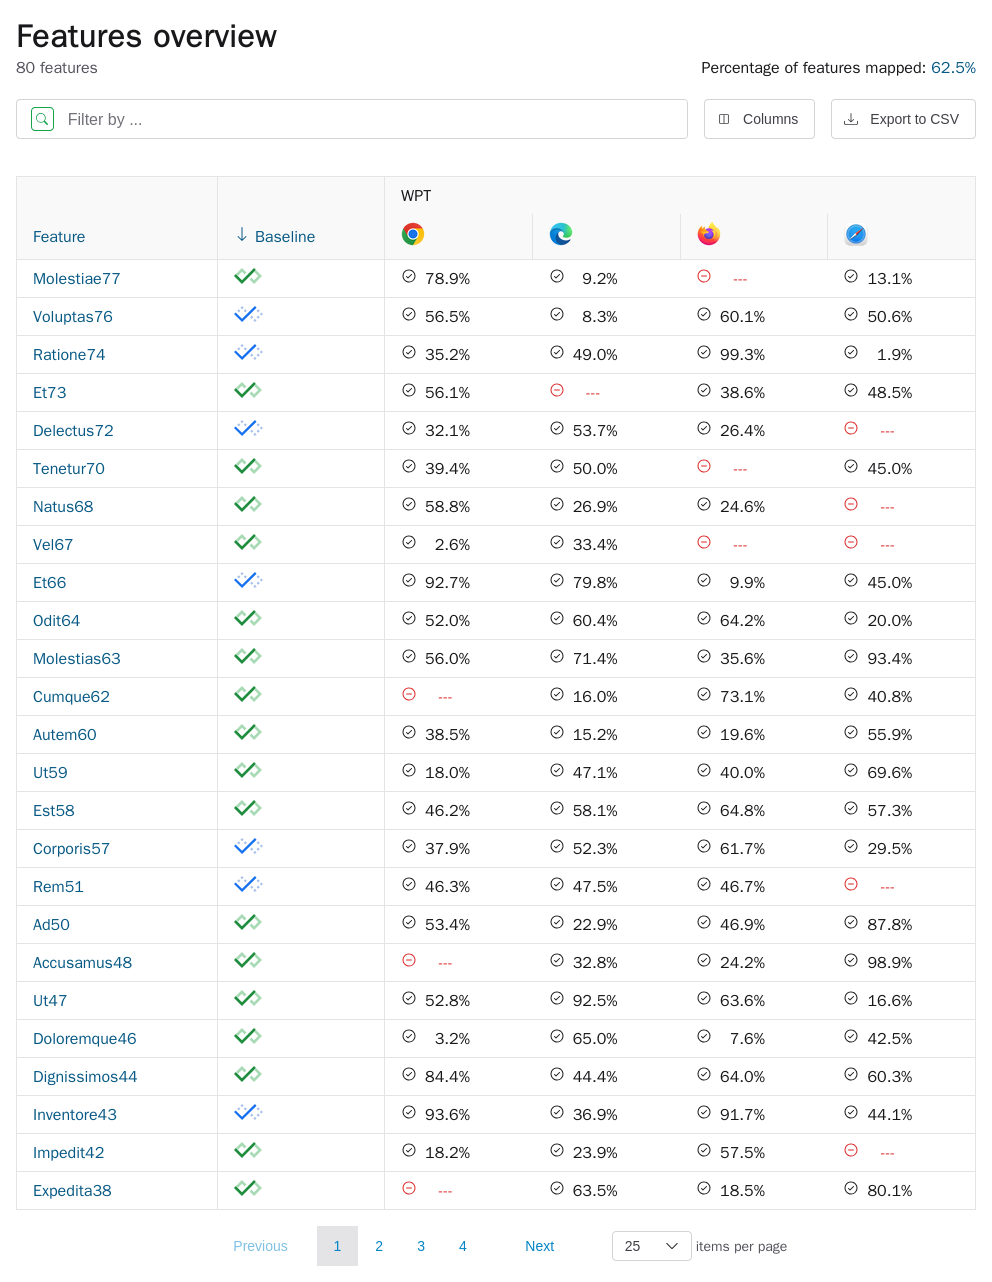 Features overview
80 features
Percentage of features mapped: 62.5%
Filter by ...
Columns
Export to CSV
WPT
Feature Baseline
Molestiae77 78.9% 9.2% --- 13.1%
Voluptas76 56.5% 8.3% 60.1% 50.6%
Ratione74 35.2% 49.0% 99.3% 1.9%
Et73 56.1% --- 38.6% 48.5%
Delectus72 32.1% 53.7% 26.4% ---
Tenetur70 39.4% 50.0% --- 45.0%
Natus68 58.8% 26.9% 24.6% ---
Vel67 2.6% 33.4% --- ---
Et66 92.7% 79.8% 9.9% 45.0%
Odit64 52.0% 60.4% 64.2% 20.0%
Molestias63 56.0% 71.4% 35.6% 93.4%
Cumque62 --- 16.0% 73.1% 40.8%
Autem60 38.5% 15.2% 19.6% 55.9%
Ut59 18.0% 47.1% 40.0% 69.6%
Est58 46.2% 58.1% 64.8% 57.3%
Corporis57 37.9% 52.3% 61.7% 29.5%
Rem51 46.3% 47.5% 46.7% ---
Ad50 53.4% 22.9% 46.9% 87.8%
Accusamus48 --- 32.8% 24.2% 98.9%
Ut47 52.8% 92.5% 63.6% 16.6%
Doloremque46 3.2% 65.0% 7.6% 42.5%
Dignissimos44 84.4% 44.4% 64.0% 60.3%
Inventore43 93.6% 36.9% 91.7% 44.1%
Impedit42 18.2% 23.9% 57.5% ---
Expedita38 --- 63.5% 18.5% 80.1%
Previous 1 2 3 4 Next 25 items per page